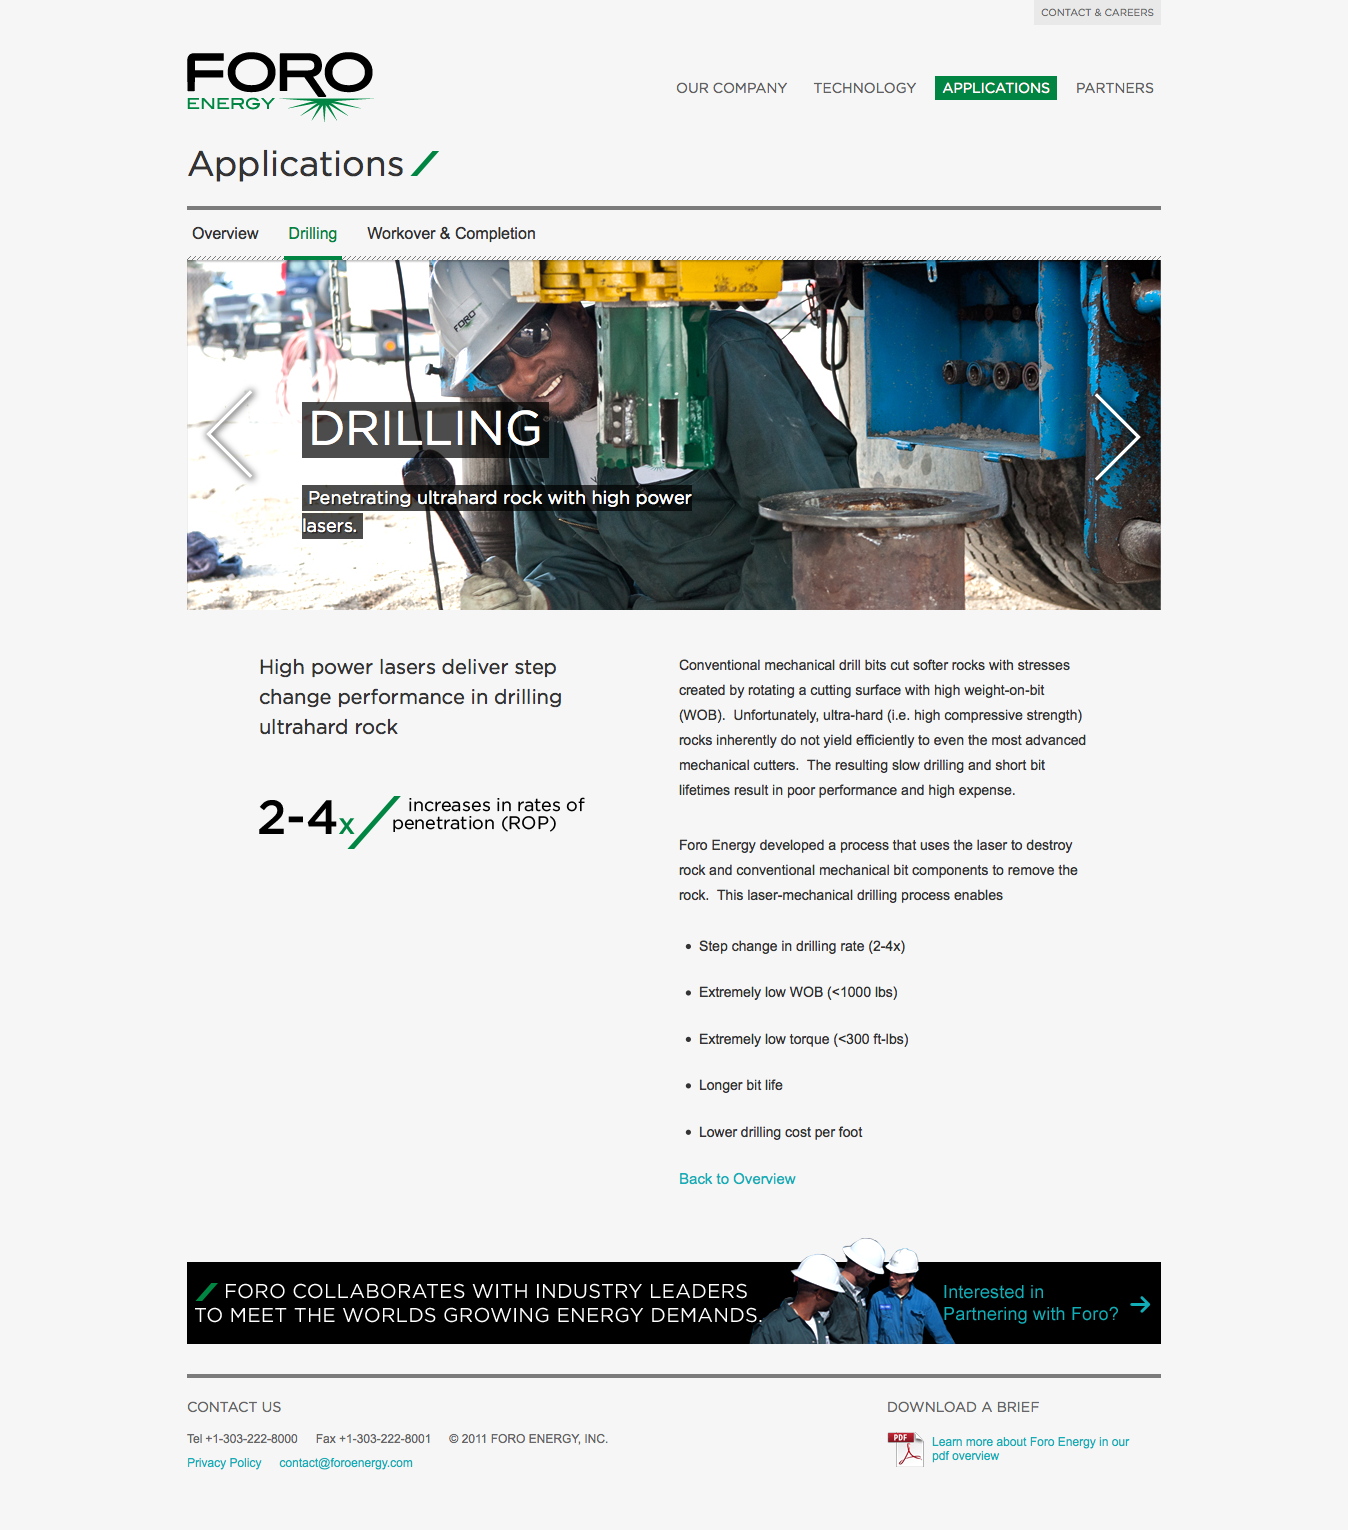 CONTACT & CAREERS
FORO
ENERGY
OUR COMPANY
TECHNOLOGY
APPLICATIONS
PARTNERS
Applications
Overview
Drilling
Workover & Completion
FORO
DRILLING
Penetrating ultrahard rock with high power
lasers.
High power lasers deliver step
change performance in drilling
ultrahard rock
2-4x increases in rates of
penetration (ROP)
Conventional mechanical drill bits cut softer rocks with stresses
created by rotating a cutting surface with high weight-on-bit
(WOB).  Unfortunately, ultra-hard (i.e. high compressive strength)
rocks inherently do not yield efficiently to even the most advanced
mechanical cutters.  The resulting slow drilling and short bit
lifetimes result in poor performance and high expense.
Foro Energy developed a process that uses the laser to destroy
rock and conventional mechanical bit components to remove the
rock.  This laser-mechanical drilling process enables
• Step change in drilling rate (2-4x)
• Extremely low WOB (<1000 lbs)
• Extremely low torque (<300 ft-lbs)
• Longer bit life
• Lower drilling cost per foot
Back to Overview
FORO COLLABORATES WITH INDUSTRY LEADERS
TO MEET THE WORLDS GROWING ENERGY DEMANDS.
Interested in
Partnering with Foro?
CONTACT US
Tel +1-303-222-8000
Fax +1-303-222-8001
© 2011 FORO ENERGY, INC.
Privacy Policy
contact@foroenergy.com
DOWNLOAD A BRIEF
PDF
Learn more about Foro Energy in our
pdf overview